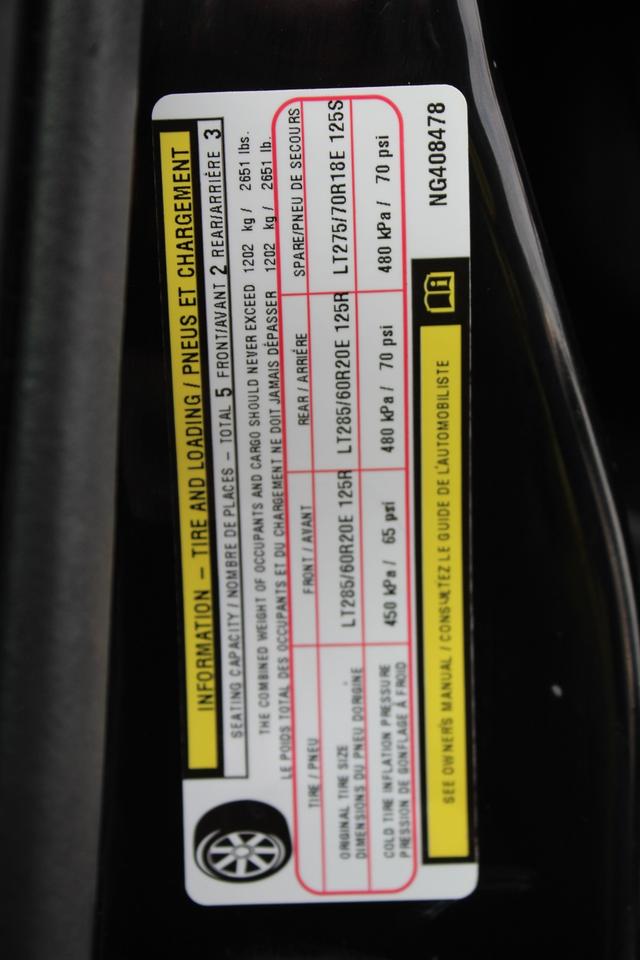 INFORMATION – TIRE AND LOADING / PNEUS ET CHARGEMENT
SEATING CAPACITY / NOMBRE DE PLACES – TOTAL 5 FRONT/AVANT 2 REAR/ARRIÈRE 3
THE COMBINED WEIGHT OF OCCUPANTS AND CARGO SHOULD NEVER EXCEED 1202 kg / 2651 lbs.
LE POIDS TOTAL DES OCCUPANTS ET DU CHARGEMENT NE DOIT JAMAIS DÉPASSER 1202 kg / 2651 lb.
TIRE / PNEU FRONT / AVANT REAR / ARRIÉRE SPARE/PNEU DE SECOURS
ORIGINAL TIRE SIZE
DIMENSIONS DU PNEU DORIGINE LT285/60R20E 125R LT285/60R20E 125R LT275/70R18E 125S
COLD TIRE INFLATION PRESSURE
PRESSION DE GONFLAGE À FROID 450 kPa / 65 psi 480 kPa / 70 psi 480 kPa / 70 psi
SEE OWNER'S MANUAL / CONSULTEZ LE GUIDE DE L'AUTOMOBILISTE
NG408478